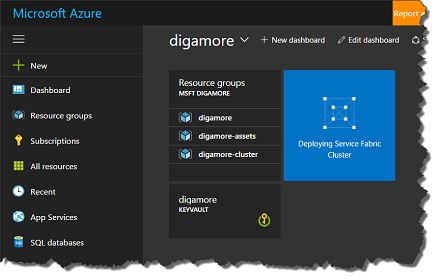 Microsoft Azure
Report a
digamore
+ New dashboard
Edit dashboard
New
Dashboard
Resource groups
Subscriptions
All resources
Recent
App Services
SQL databases
Resource groups
MSFT DIGAMORE
digamore
digamore-assets
digamore-cluster
Deploying Service Fabric
Cluster
digamore
KEYVAULT